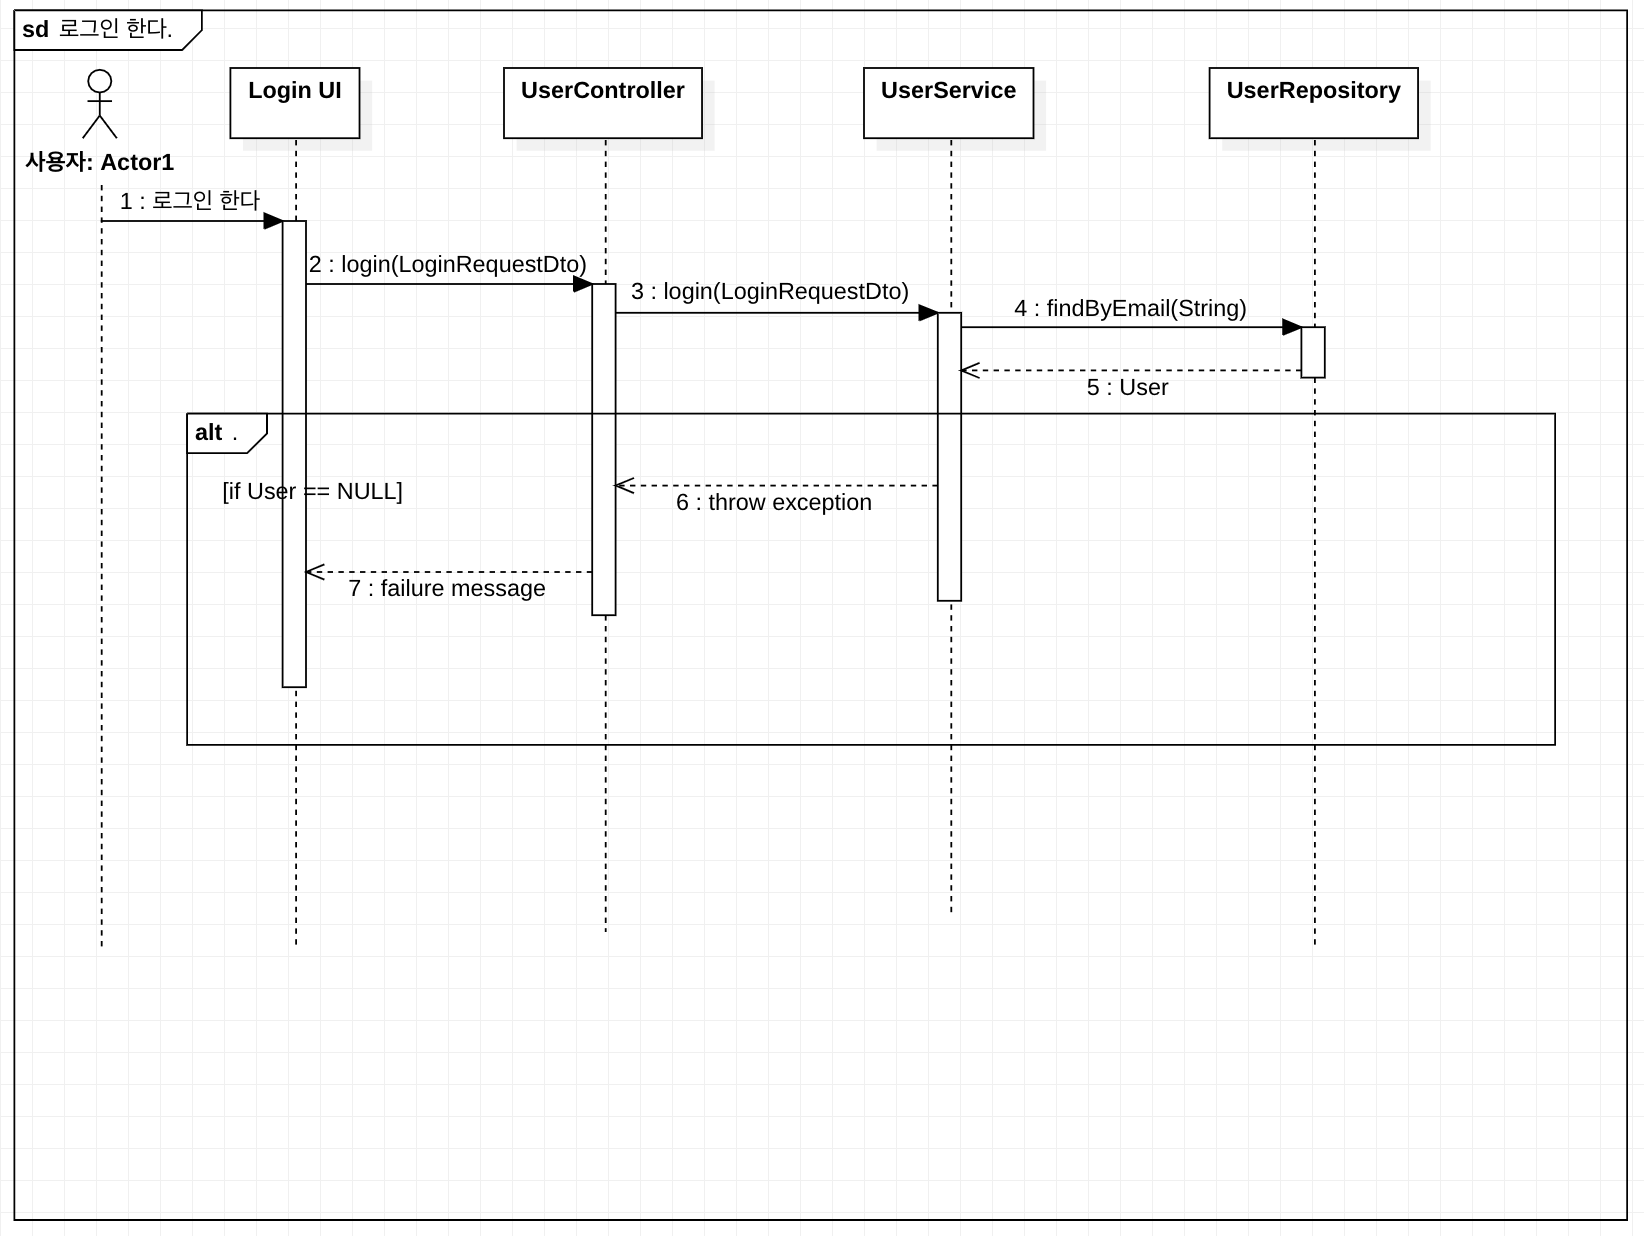 sd 로그인 한다.
Login UI
UserController
UserService
UserRepository
사용자: Actor1
1 : 로그인 한다
2 : login(LoginRequestDto)
3 : login(LoginRequestDto)
4 : findByEmail(String)
5 : User
alt .
[if User == NULL]
6 : throw exception
7 : failure message